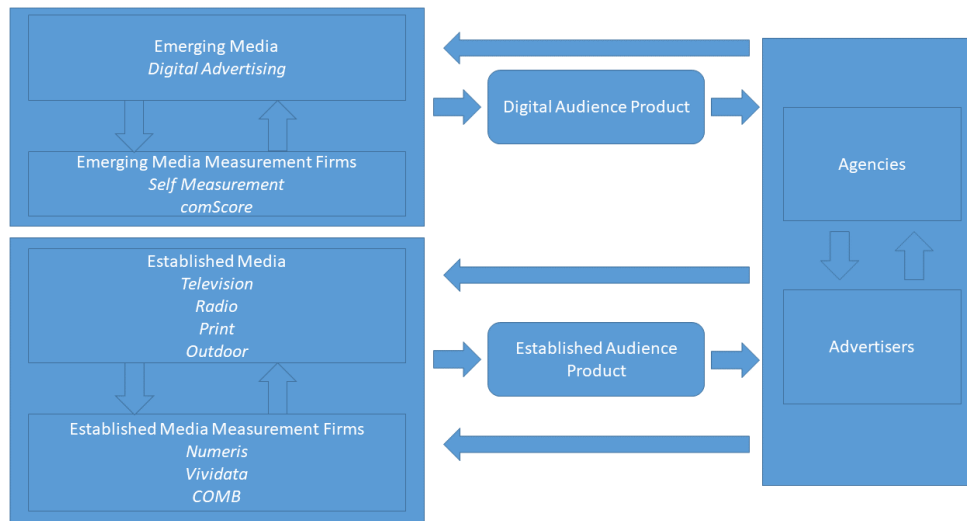 Emerging Media
Digital Advertising
Emerging Media Measurement Firms
Self Measurement
comScore
Digital Audience Product
Agencies
Established Media
Television
Radio
Print
Outdoor
Established Audience
Product
Advertisers
Established Media Measurement Firms
Numeris
Vividata
COMB